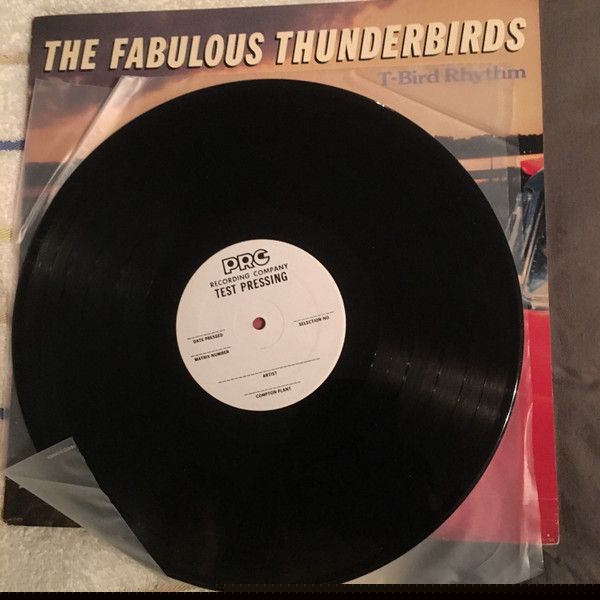 THE FABULOUS THUNDERBIRDS
T-Bird Rhythm
PRC
RECORDING COMPANY
TEST PRESSING
DATE PRESSED
SELECTION NO.
MATRIX NUMBER
ARTIST
COMPTON PLANT